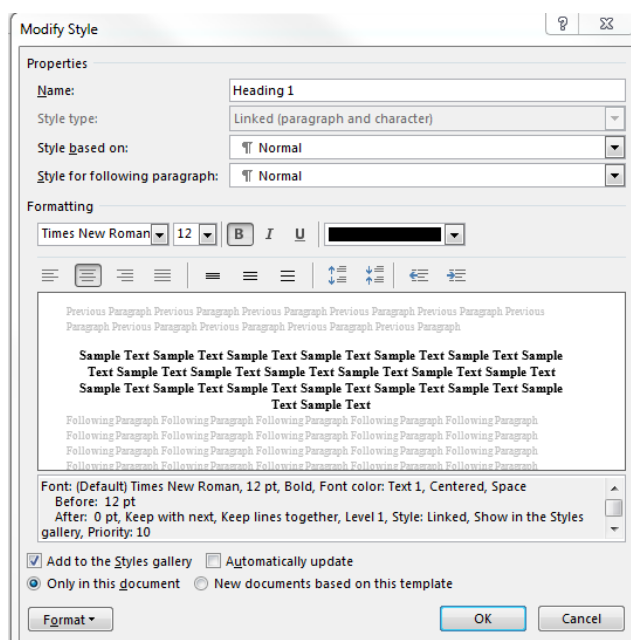 Modify Style
?
Properties
Name: Heading 1
Style type: Linked (paragraph and character)
Style based on: ¶ Normal
Style for following paragraph: ¶ Normal
Formatting
Times New Roman 12 B I U
Previous Paragraph Previous Paragraph Previous Paragraph Previous Paragraph Previous Paragraph Previous
Paragraph Previous Paragraph Previous Paragraph Previous Paragraph Previous Paragraph
Sample Text Sample Text Sample Text Sample Text Sample Text Sample Text Sample
Text Sample Text Sample Text Sample Text Sample Text Sample Text Sample Text
Sample Text Sample Text Sample Text Sample Text Sample Text Sample Text Sample
Text Sample Text
Following Paragraph Following Paragraph Following Paragraph Following Paragraph Following Paragraph
Following Paragraph Following Paragraph Following Paragraph Following Paragraph Following Paragraph
Following Paragraph Following Paragraph Following Paragraph Following Paragraph Following Paragraph
Following Paragraph Following Paragraph Following Paragraph Following Paragraph Following Paragraph
Font: (Default) Times New Roman, 12 pt, Bold, Font color: Text 1, Centered, Space
Before: 12 pt
After: 0 pt, Keep with next, Keep lines together, Level 1, Style: Linked, Show in the Styles
gallery, Priority: 10
Add to the Styles gallery Automatically update
Only in this document New documents based on this template
Format OK Cancel